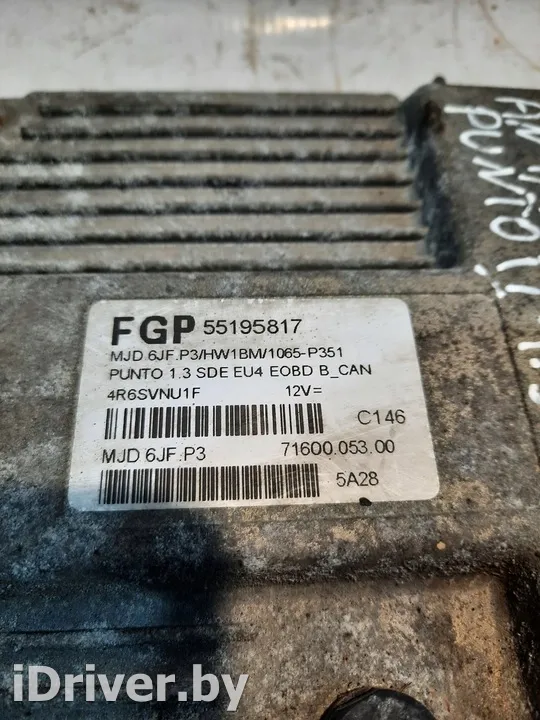 FGP 55195817
MJD 6JF.P3/HW1BM/1065-P351
PUNTO 1.3 SDE EU4 EOBD B_CAN
4R6SVNU1F 12V=
C146
MJD 6JF.P3 71600.053.00
5A28
PUNTO
iDriver.by